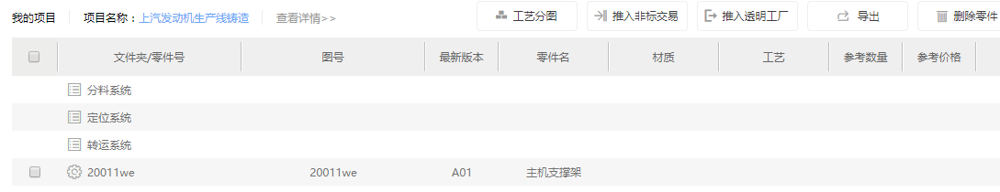 我的项目 项目名称：上汽发动机生产线铸造 查看详情>> 工艺分图 推入非标交易 推入透明工厂 导出 删除零件
文件夹/零件号 图号 最新版本 零件名 材质 工艺 参考数量 参考价格
分料系统
定位系统
转运系统
20011we 20011we A01 主机支撑架